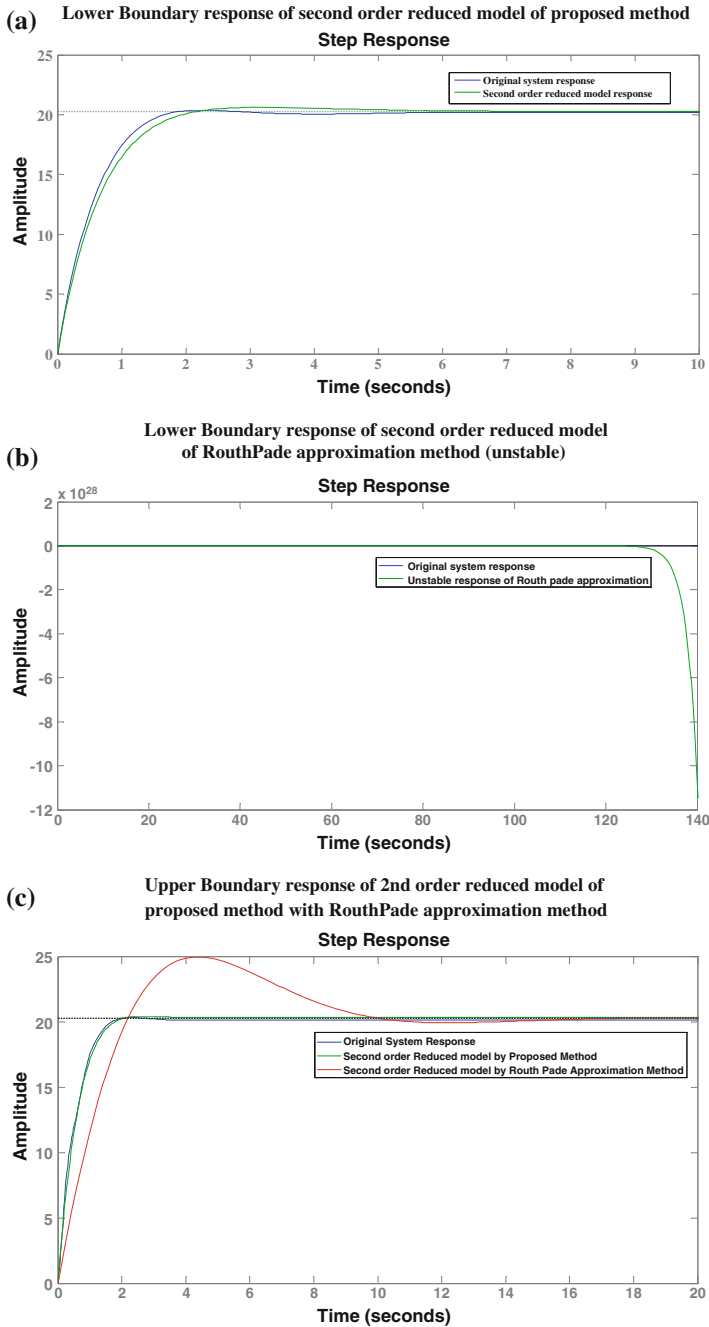 (a)
Lower Boundary response of second order reduced model of proposed method
Step Response
25
20
15
10
5
0
Amplitude
Original system response
Second order reduced model response
0 1 2 3 4 5 6 7 8 9 10
Time (seconds)
(b)
Lower Boundary response of second order reduced model
of RouthPade approximation method (unstable)
Step Response
x 10^28
2
0
-2
-4
-6
-8
-10
-12
Amplitude
Original system response
Unstable response of Routh pade approximation
0 20 40 60 80 100 120 140
Time (seconds)
(c)
Upper Boundary response of 2nd order reduced model of
proposed method with RouthPade approximation method
Step Response
25
20
15
10
5
0
Amplitude
Original System Response
Second order Reduced model by Proposed Method
Second order Reduced model by Routh Pade Approximation Method
0 2 4 6 8 10 12 14 16 18 20
Time (seconds)